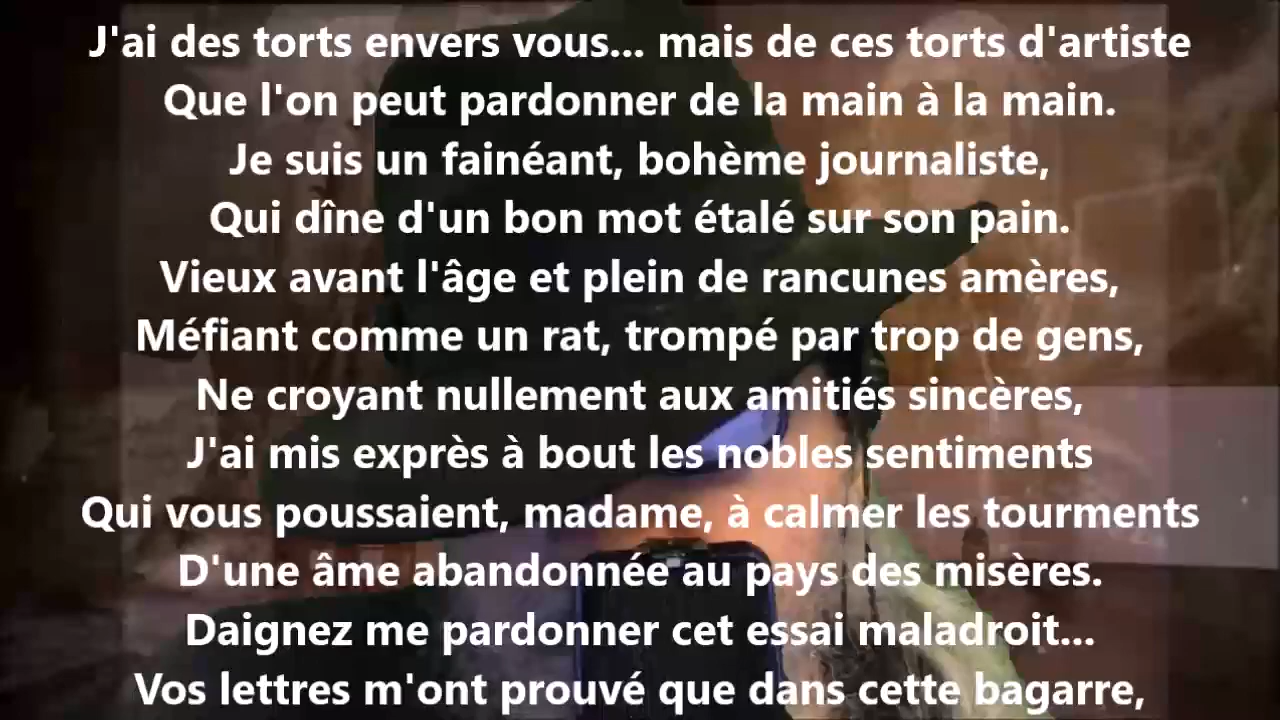 J'ai des torts envers vous... mais de ces torts d'artiste
Que l'on peut pardonner de la main à la main.
Je suis un fainéant, bohème journaliste,
Qui dîne d'un bon mot étalé sur son pain.
Vieux avant l'âge et plein de rancunes amères,
Méfiant comme un rat, trompé par trop de gens,
Ne croyant nullement aux amitiés sincères,
J'ai mis exprès à bout les nobles sentiments
Qui vous poussaient, madame, à calmer les tourments
D'une âme abandonnée au pays des misères.
Daignez me pardonner cet essai maladroit...
Vos lettres m'ont prouvé que dans cette bagarre,